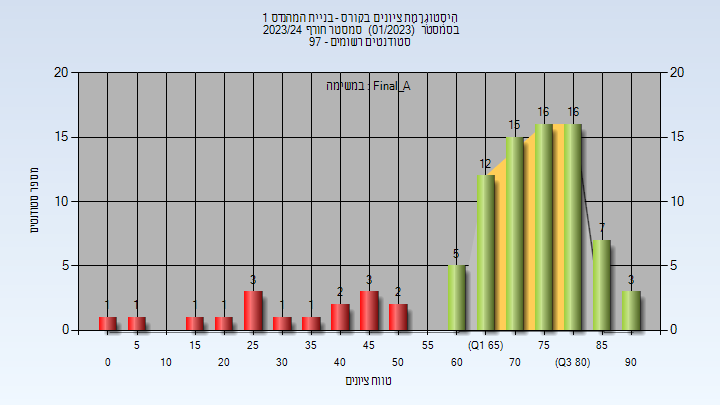 היסטוגרמת ציונים בקורס - בניית המהנדס 1
בסמסטר (01/2023) סמסטר חורף 2023/24
סטודנטים רשומים - 97
במשימה : Final_A
מספר סטודנטים
20 15 10 5 0
20 15 10 5 0
1 1 1 1 3 1 1 2 3 2 5 12 15 16 16 7 3
5 15 25 35 45 55 (Q1 65) 75 85
0 10 20 30 40 50 60 70 (Q3 80) 90
טווח ציונים